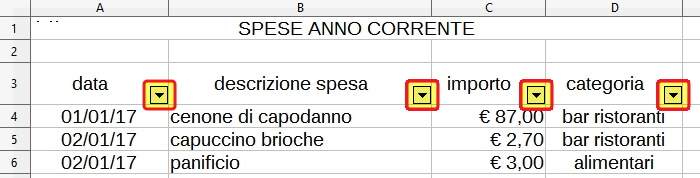 A B C D
1 SPESE ANNO CORRENTE
2
3 data descrizione spesa importo categoria
4 01/01/17 cenone di capodanno € 87,00 bar ristoranti
5 02/01/17 capuccino brioche € 2,70 bar ristoranti
6 02/01/17 panificio € 3,00 alimentari